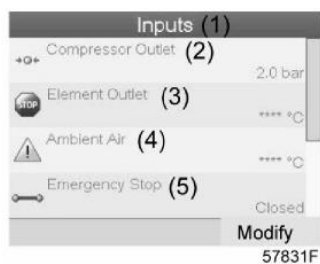 Inputs (1)
Compressor Outlet (2)
2.0 bar
Element Outlet (3)
STOP
**** °C
Ambient Air (4)
**** °C
Emergency Stop (5)
Closed
Modify
57831F